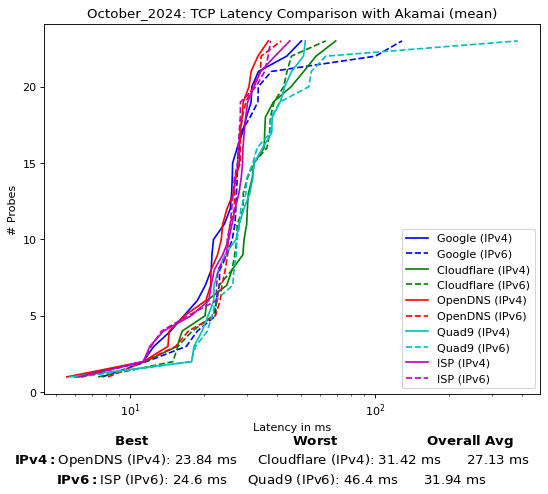 October_2024: TCP Latency Comparison with Akamai (mean)
# Probes
20
15
10
5
0
Google (IPv4)
Google (IPv6)
Cloudflare (IPv4)
Cloudflare (IPv6)
OpenDNS (IPv4)
OpenDNS (IPv6)
Quad9 (IPv4)
Quad9 (IPv6)
ISP (IPv4)
ISP (IPv6)
10¹ 10²
Latency in ms
Best Worst Overall Avg
IPv4: OpenDNS (IPv4): 23.84 ms Cloudflare (IPv4): 31.42 ms 27.13 ms
IPv6: ISP (IPv6): 24.6 ms Quad9 (IPv6): 46.4 ms 31.94 ms